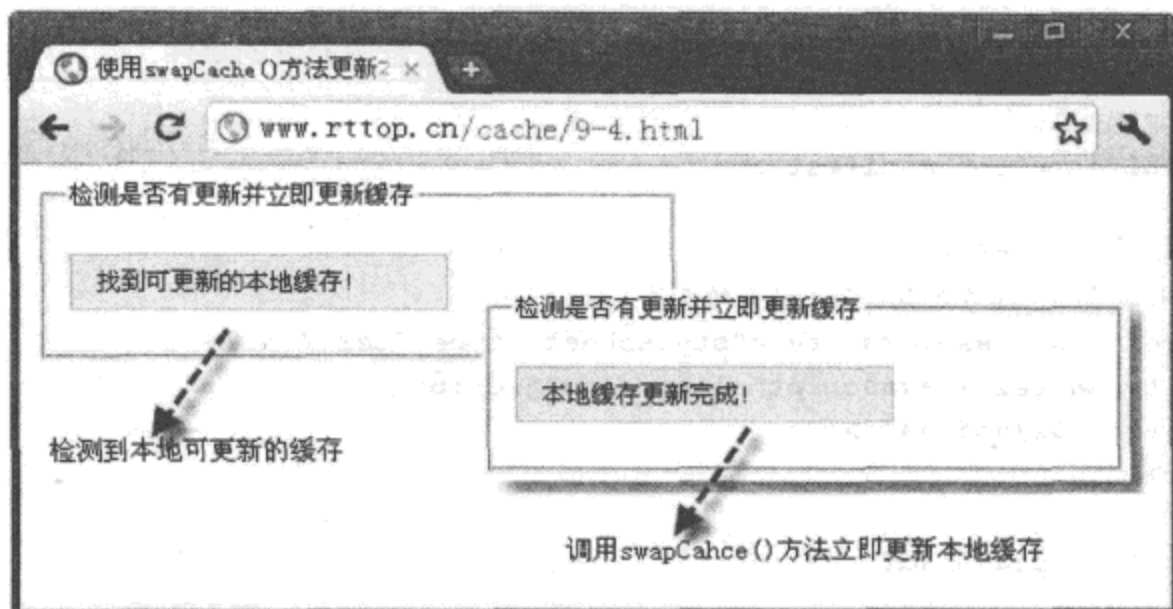 使用swapCache()方法更新2
www.rttop.cn/cache/9-4.html
检测是否有更新并立即更新缓存
找到可更新的本地缓存!
检测到本地可更新的缓存
检测是否有更新并立即更新缓存
本地缓存更新完成!
调用swapCahce()方法立即更新本地缓存